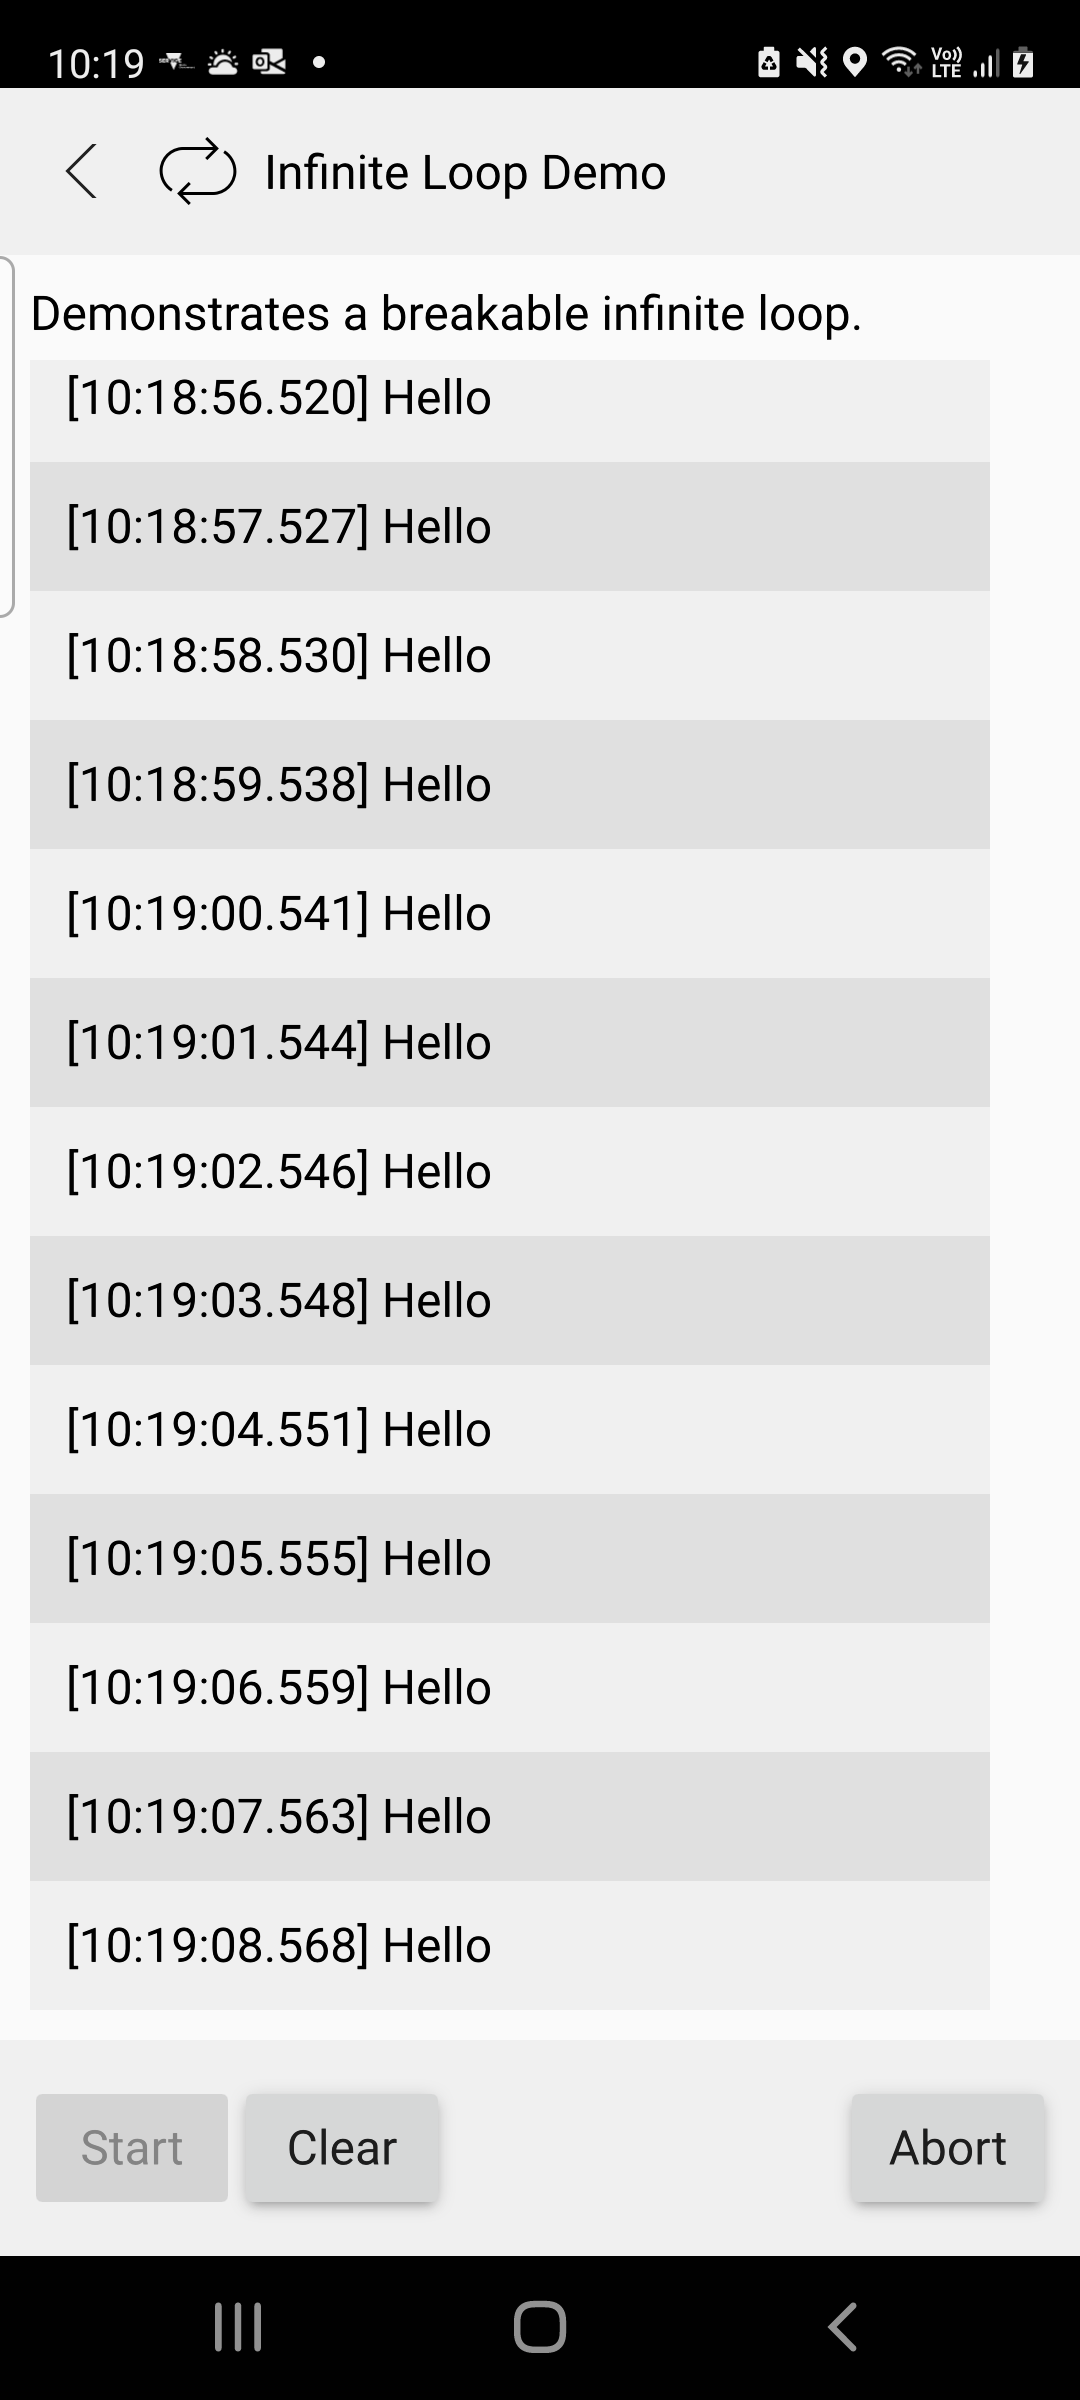 10:19
Vo)) LTE
Infinite Loop Demo
Demonstrates a breakable infinite loop.
[10:18:56.520] Hello
[10:18:57.527] Hello
[10:18:58.530] Hello
[10:18:59.538] Hello
[10:19:00.541] Hello
[10:19:01.544] Hello
[10:19:02.546] Hello
[10:19:03.548] Hello
[10:19:04.551] Hello
[10:19:05.555] Hello
[10:19:06.559] Hello
[10:19:07.563] Hello
[10:19:08.568] Hello
Start Clear Abort